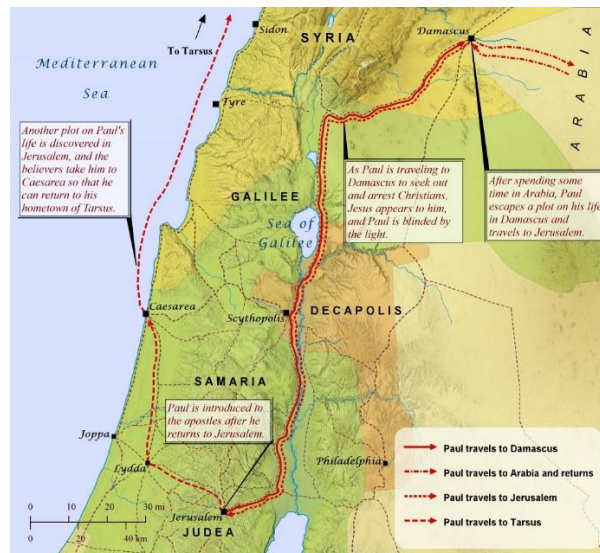 To Tarsus
Sidon
SYRIA
Damascus
Mediterranean
Sea
Tyre
ARABIA
Another plot on Paul's
life is discovered in
Jerusalem, and the
believers take him to
Caesarea so that he
can return to his
hometown of Tarsus.
As Paul is traveling to
Damascus to seek out
and arrest Christians,
Jesus appears to him,
and Paul is blinded by
the light.
After spending some
time in Arabia, Paul
escapes a plot on his life
in Damascus and
travels to Jerusalem.
GALILEE
Sea of
Galilee
Caesarea
Scythopolis
DECAPOLIS
SAMARIA
Paul is introduced to
the apostles after he
returns to Jerusalem.
Joppa
Lydda
Philadelphia
Jerusalem
JUDEA
0 10 20 30 mi
0 20 40 km
Paul travels to Damascus
Paul travels to Arabia and returns
Paul travels to Jerusalem
Paul travels to Tarsus